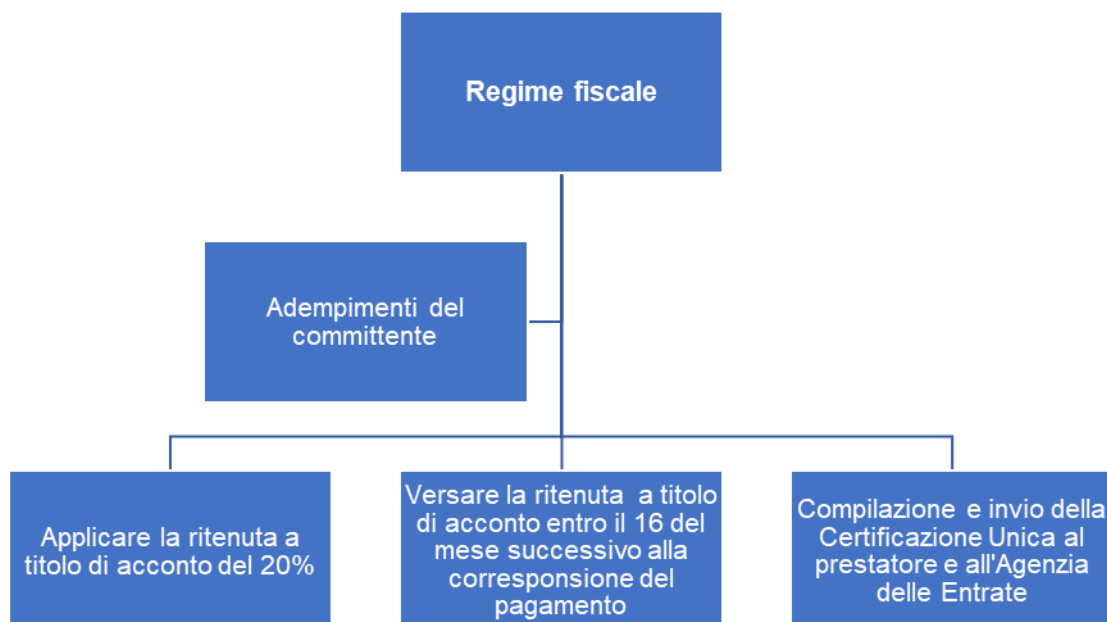 Regime fiscale
Adempimenti del
committente
Applicare la ritenuta a
titolo di acconto del 20%
Versare la ritenuta a titolo
di acconto entro il 16 del
mese successivo alla
corresponsione del
pagamento
Compilazione e invio della
Certificazione Unica al
prestatore e all'Agenzia
delle Entrate